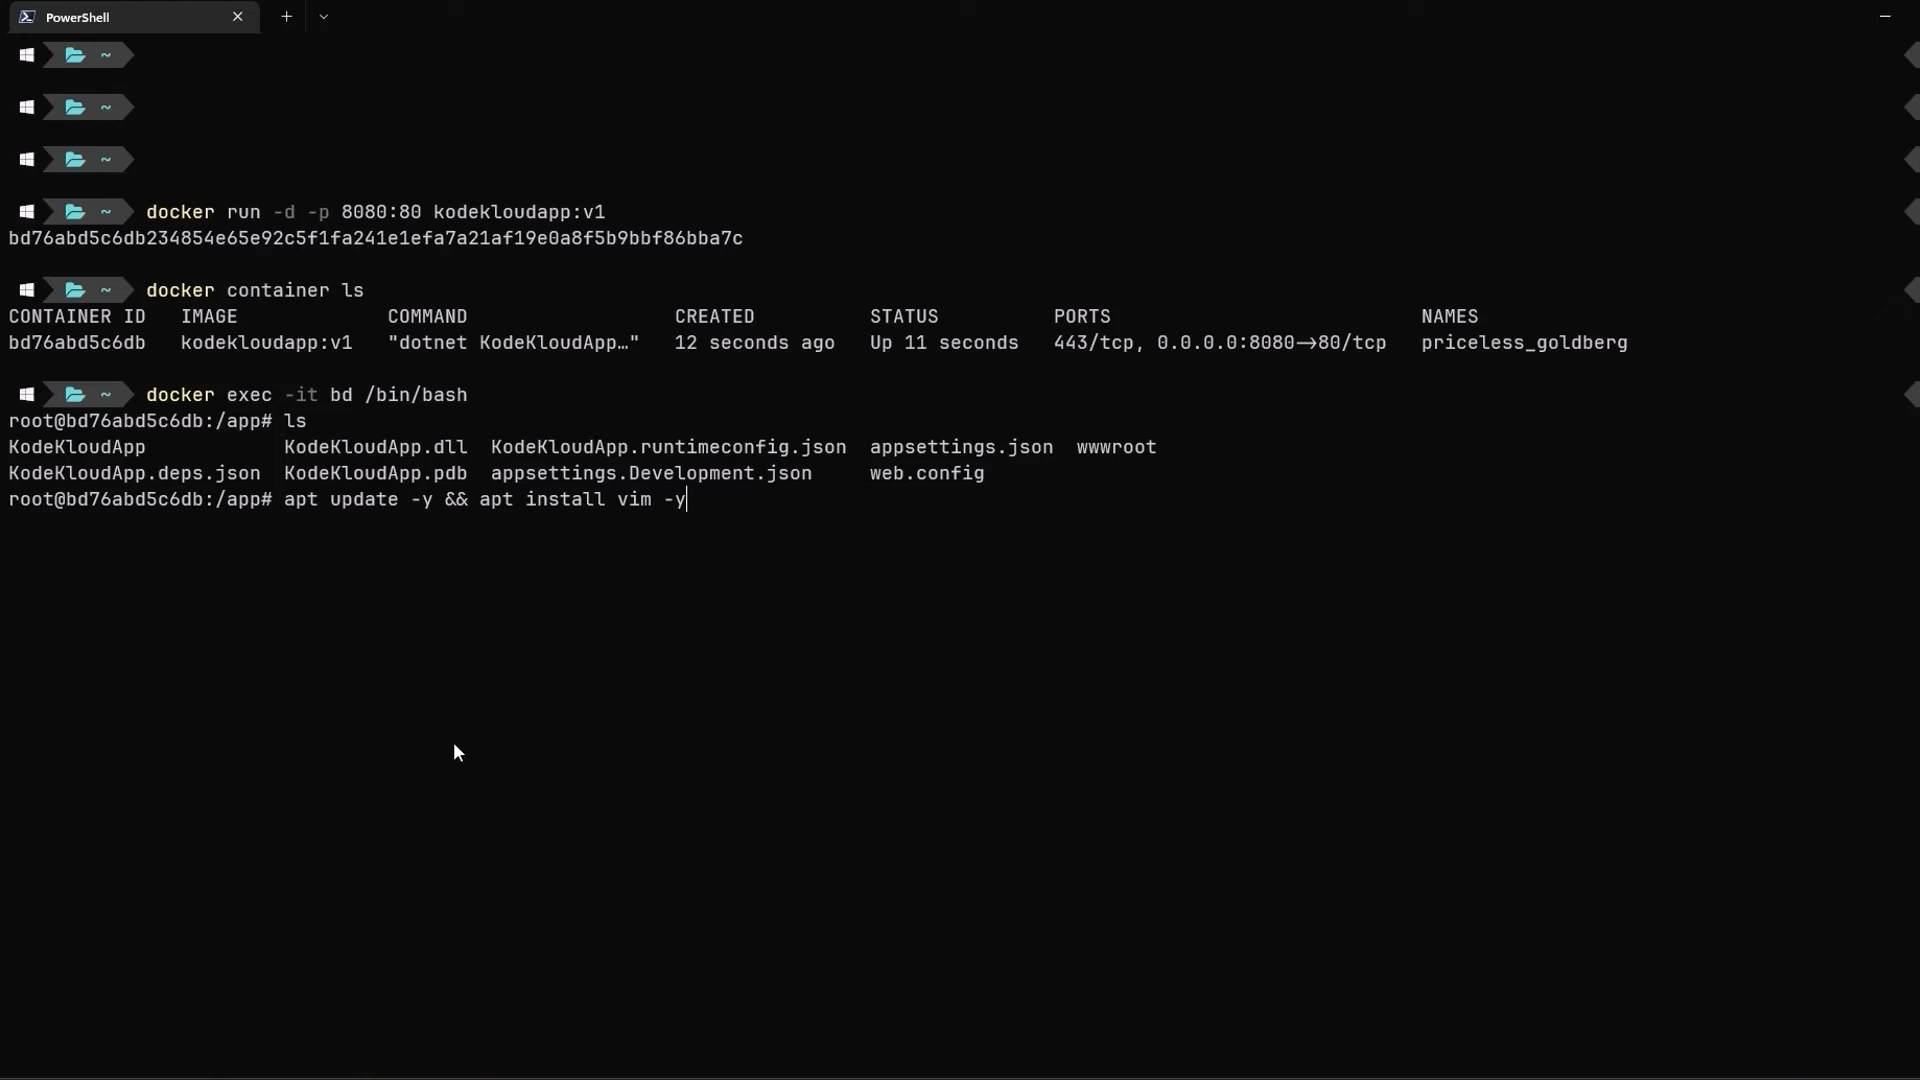 PowerShell
~
~
~
~ docker run -d -p 8080:80 kodekloudapp:v1
bd76abd5c6db234854e65e92c5f1fa241e1efa7a21af19e0a8f5b9bbf86bba7c
~ docker container ls
CONTAINER ID IMAGE COMMAND CREATED STATUS PORTS NAMES
bd76abd5c6db kodekloudapp:v1 "dotnet KodeKloudApp…" 12 seconds ago Up 11 seconds 443/tcp, 0.0.0.0:8080->80/tcp priceless_goldberg
~ docker exec -it bd /bin/bash
root@bd76abd5c6db:/app# ls
KodeKloudApp KodeKloudApp.dll KodeKloudApp.runtimeconfig.json appsettings.json wwwroot
KodeKloudApp.deps.json KodeKloudApp.pdb appsettings.Development.json web.config
root@bd76abd5c6db:/app# apt update -y && apt install vim -y